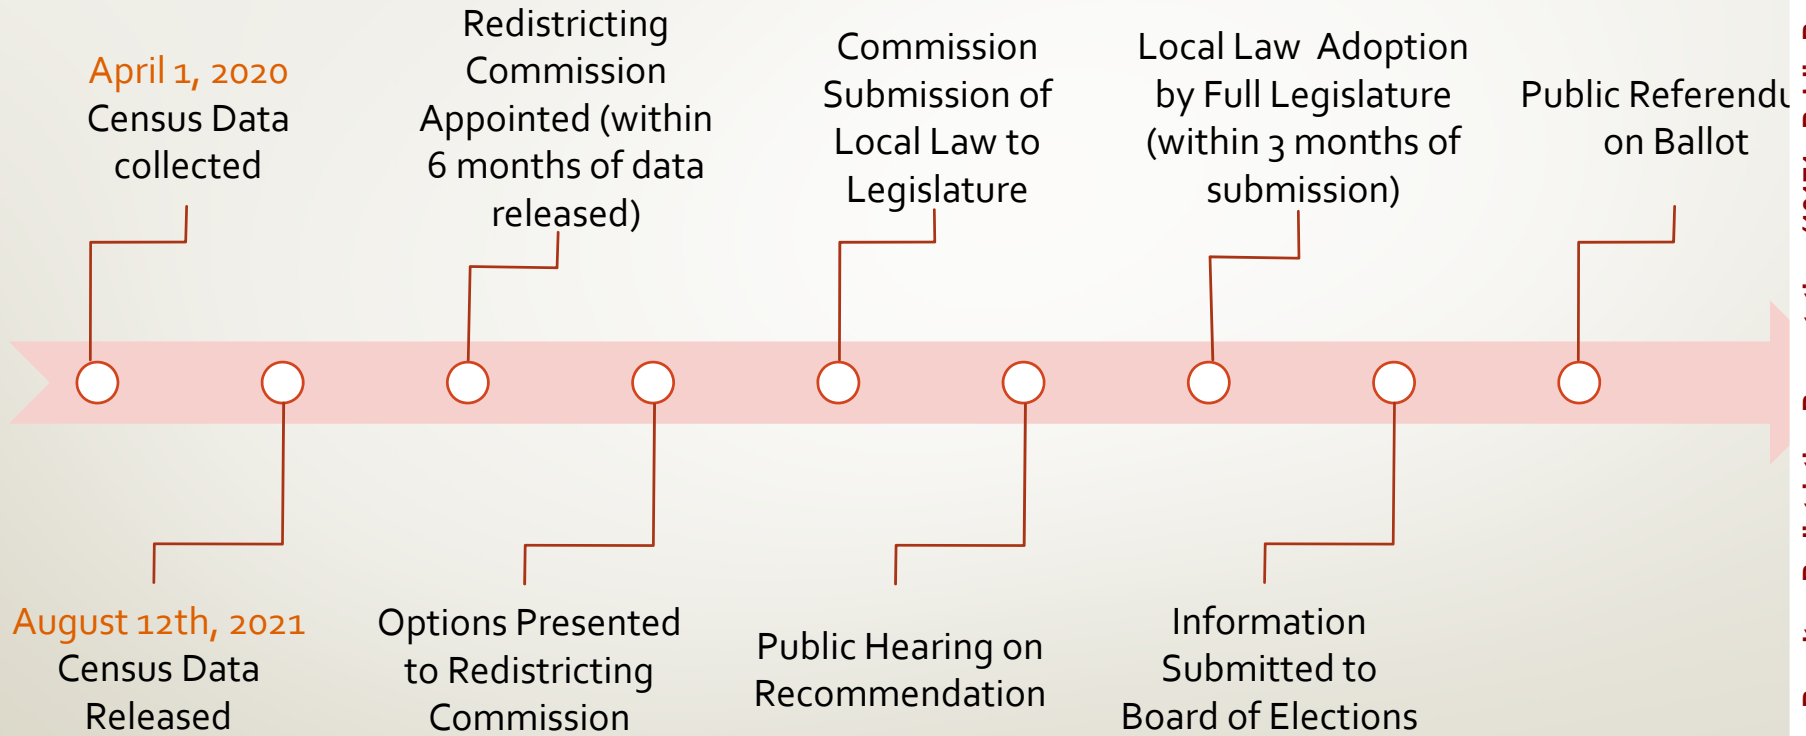 April 1, 2020
Census Data
collected
August 12th, 2021
Census Data
Released
Redistricting
Commission
Appointed (within
6 months of data
released)
Options Presented
to Redistricting
Commission
Commission
Submission of
Local Law to
Legislature
Public Hearing on
Recommendation
Local Law Adoption
by Full Legislature
(within 3 months of
submission)
Information
Submitted to
Board of Elections
Public
on Ballot